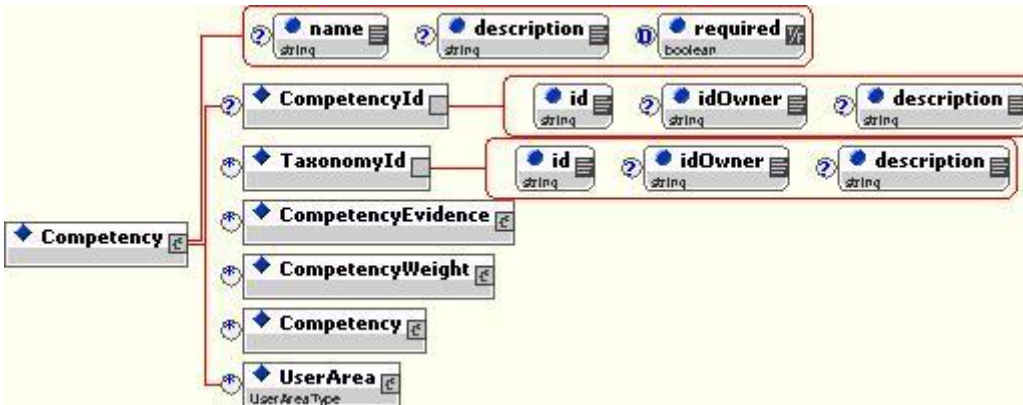 ? name string ? description string D required T/F boolean
? CompetencyId id string ? idOwner string ? description string
* TaxonomyId id string ? idOwner string ? description string
* CompetencyEvidence
Competency
* CompetencyWeight
* Competency
* UserArea
UserAreaType